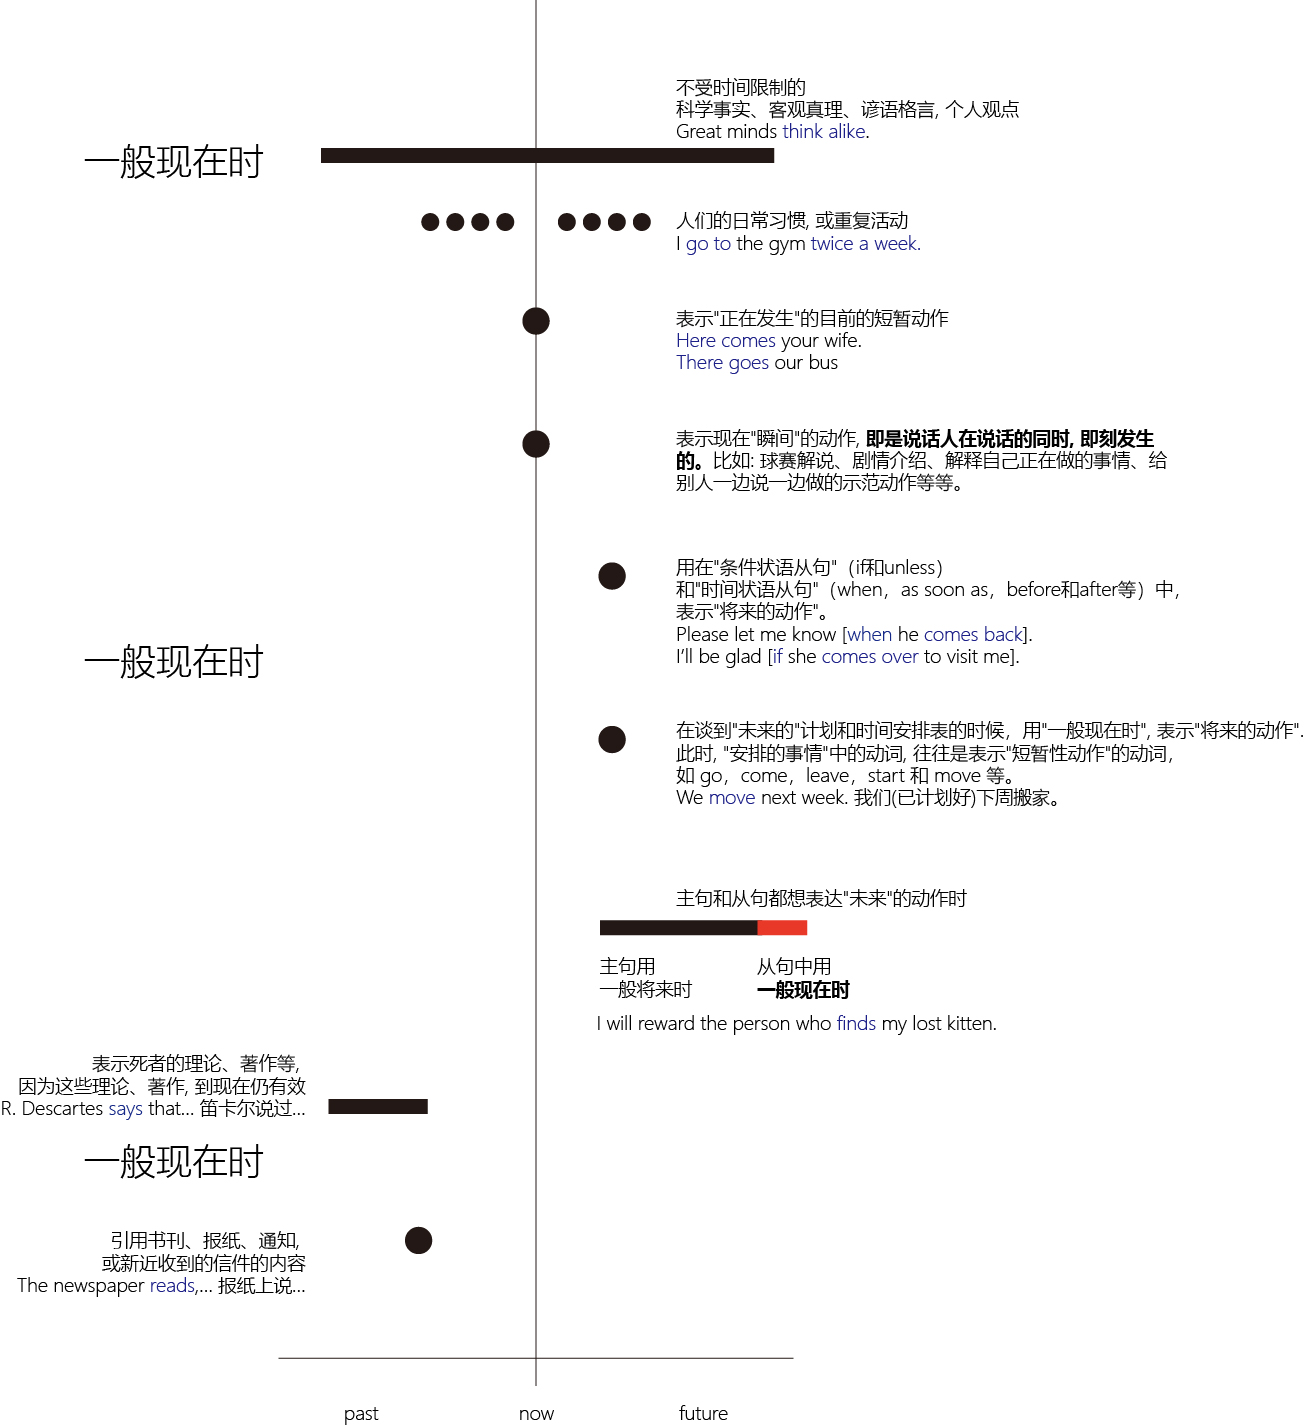 不受时间限制的
科学事实、客观真理、谚语格言, 个人观点
Great minds think alike.
一般现在时
人们的日常习惯, 或重复活动
I go to the gym twice a week.
表示"正在发生"的目前的短暂动作
Here comes your wife.
There goes our bus
表示现在"瞬间"的动作, 即是说话人在说话的同时, 即刻发生
的。比如: 球赛解说、剧情介绍、解释自己正在做的事情、给
别人一边说一边做的示范动作等等。
用在"条件状语从句"（if和unless）
和"时间状语从句"（when，as soon as，before和after等）中，
表示"将来的动作"。
Please let me know [when he comes back].
I'll be glad [if she comes over to visit me].
一般现在时
在谈到"未来的"计划和时间安排表的时候，用"一般现在时", 表示"将来的动作".
此时, "安排的事情"中的动词, 往往是表示"短暂性动作"的动词，
如 go，come，leave，start 和 move 等。
We move next week. 我们(已计划好)下周搬家。
主句和从句都想表达"未来"的动作时
主句用 从句中用
一般将来时 一般现在时
I will reward the person who finds my lost kitten.
表示死者的理论、著作等,
因为这些理论、著作, 到现在仍有效
R. Descartes says that... 笛卡尔说过...
一般现在时
引用书刊、报纸、通知,
或新近收到的信件的内容
The newspaper reads,... 报纸上说...
past now future